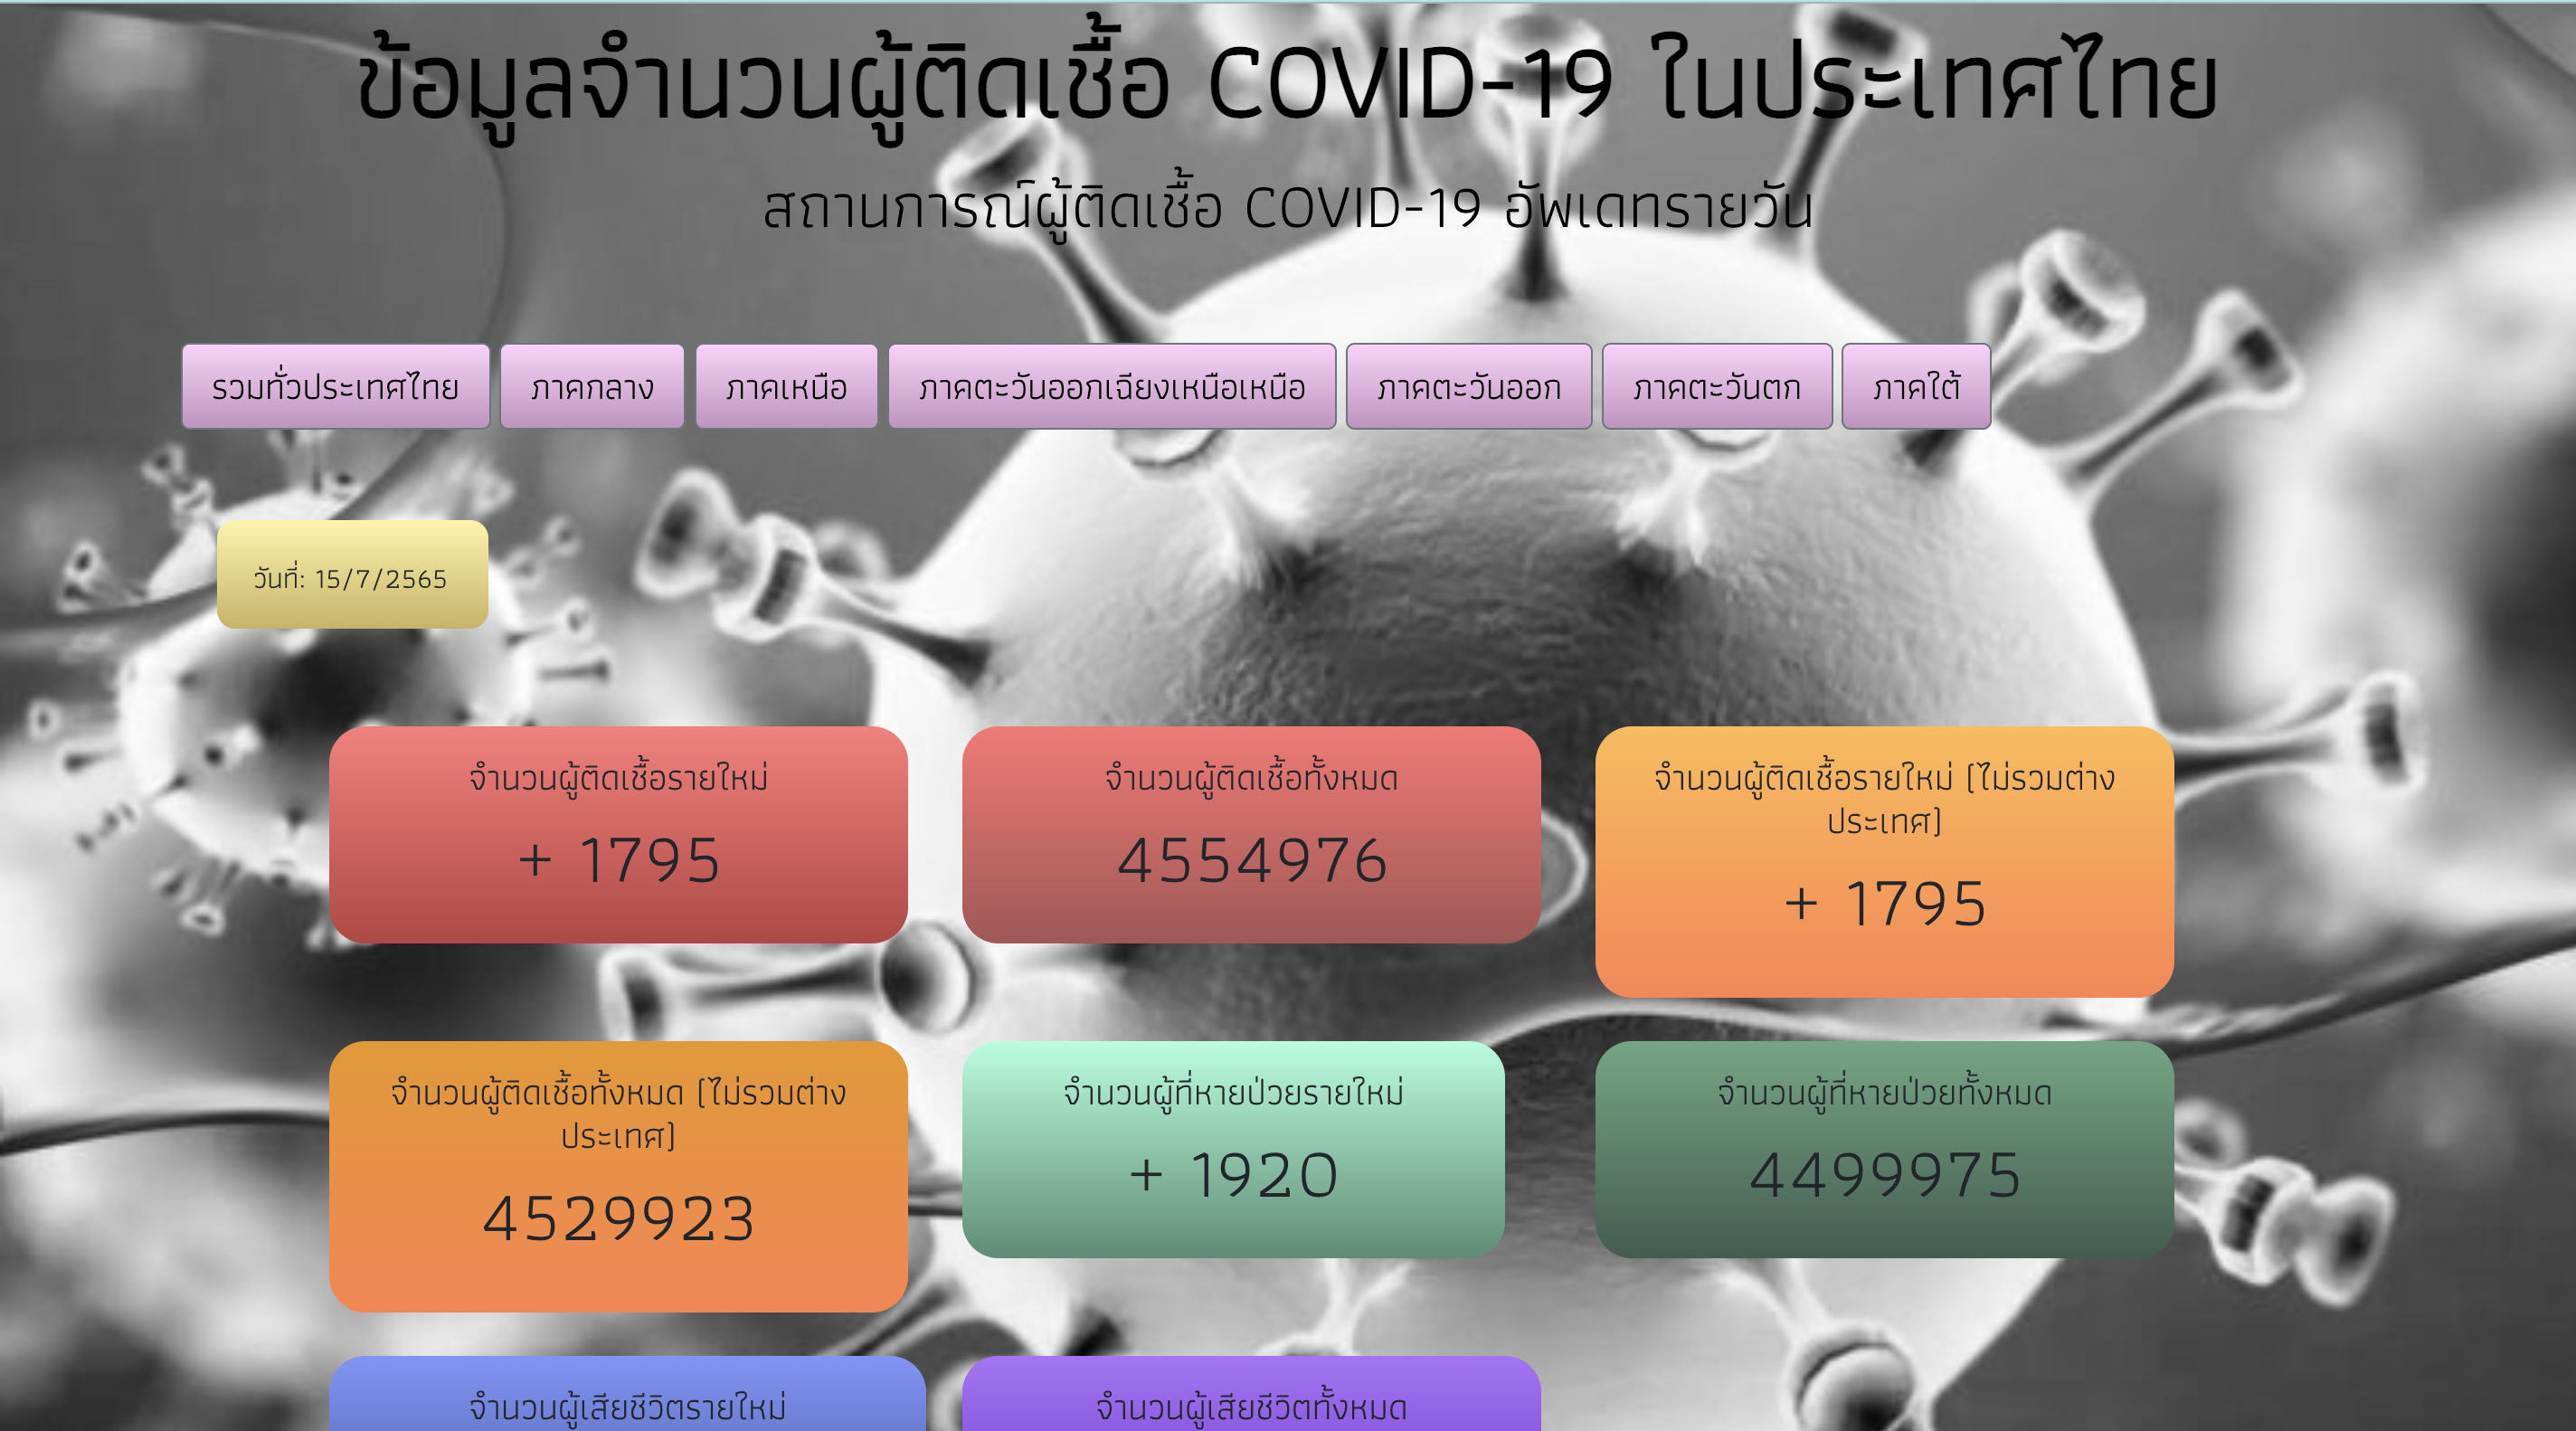 ข้อมูลจำนวนผู้ติดเชื้อ COVID-19 ในประเทศไทย
สถานการณ์ผู้ติดเชื้อ COVID-19 อัพเดทรายวัน
รวมทั่วประเทศไทย ภาคกลาง ภาคเหนือ ภาคตะวันออกเฉียงเหนือเหนือ ภาคตะวันออก ภาคตะวันตก ภาคใต้
วันที่: 15/7/2565
จำนวนผู้ติดเชื้อรายใหม่
+ 1795
จำนวนผู้ติดเชื้อทั้งหมด
4554976
จำนวนผู้ติดเชื้อรายใหม่ (ไม่รวมต่าง
ประเทศ)
+ 1795
จำนวนผู้ติดเชื้อทั้งหมด (ไม่รวมต่าง
ประเทศ)
4529923
จำนวนผู้ที่หายป่วยรายใหม่
+ 1920
จำนวนผู้ที่หายป่วยทั้งหมด
4499975
จำนวนผู้เสียชีวิตรายใหม่
จำนวนผู้เสียชีวิตทั้งหมด